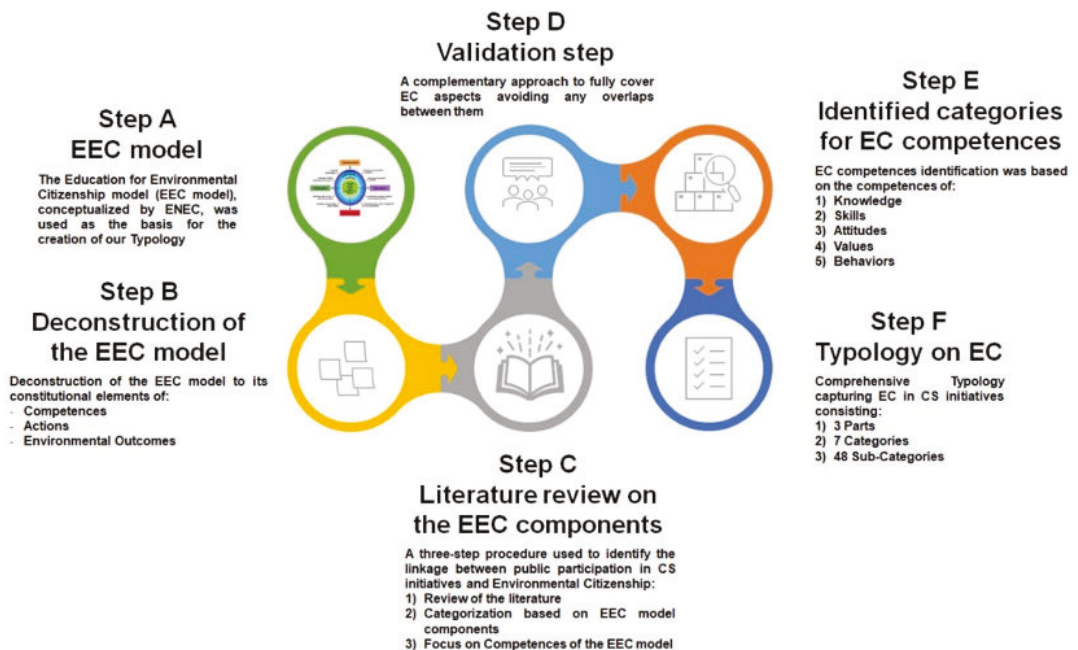 Step A
EEC model
The Education for Environmental
Citizenship model (EEC model),
conceptualized by ENEC, was
used as the basis for the
creation of our Typology
Step B
Deconstruction of
the EEC model
Deconstruction of the EEC model to its
constitutional elements of:
- Competences
- Actions
- Environmental Outcomes
Step C
Literature review on
the EEC components
A three-step procedure used to identify the
linkage between public participation in CS
initiatives and Environmental Citizenship:
1) Review of the literature
2) Categorization based on EEC model
components
3) Focus on Competences of the EEC model
Step D
Validation step
A complementary approach to fully cover
EC aspects avoiding any overlaps
between them
Step E
Identified categories
for EC competences
EC competences identification was based
on the competences of:
1) Knowledge
2) Skills
3) Attitudes
4) Values
5) Behaviors
Step F
Typology on EC
Comprehensive Typology
capturing EC in CS initiatives
consisting:
1) 3 Parts
2) 7 Categories
3) 48 Sub-Categories